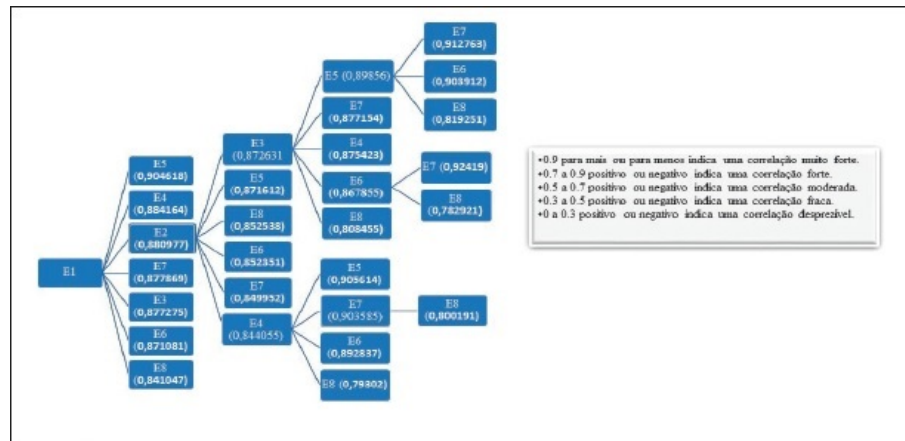 E1
E5
(0,904618)
E4
(0,884164)
E2
(0,880977)
E7
(0,877869)
E3
(0,877275)
E6
(0,871081)
E8
(0,841047)
E3
(0,872631
E5
(0,871612)
E8
(0,852538)
E6
(0,852351)
E7
(0,849952)
E4
(0,844055)
E5 (0,89856)
E7
(0,877154)
E4
(0,875423)
E6
(0,867855)
E8
(0,808455)
E5
(0,905614)
E7
(0,903585)
E6
(0,892837)
E8 (0,79302)
E7
(0,912763)
E6
(0,903912)
E8
(0,819251)
E7 (0,92419)
E8
(0,782921)
E8
(0,800191)
•0.9 para mais ou para menos indica uma correlação muito forte.
•0.7 a 0.9 positivo ou negativo indica uma correlação forte.
•0.5 a 0.7 positivo ou negativo indica uma correlação moderada.
•0.3 a 0.5 positivo ou negativo indica uma correlação fraca.
•0 a 0.3 positivo ou negativo indica uma correlação desprezível.